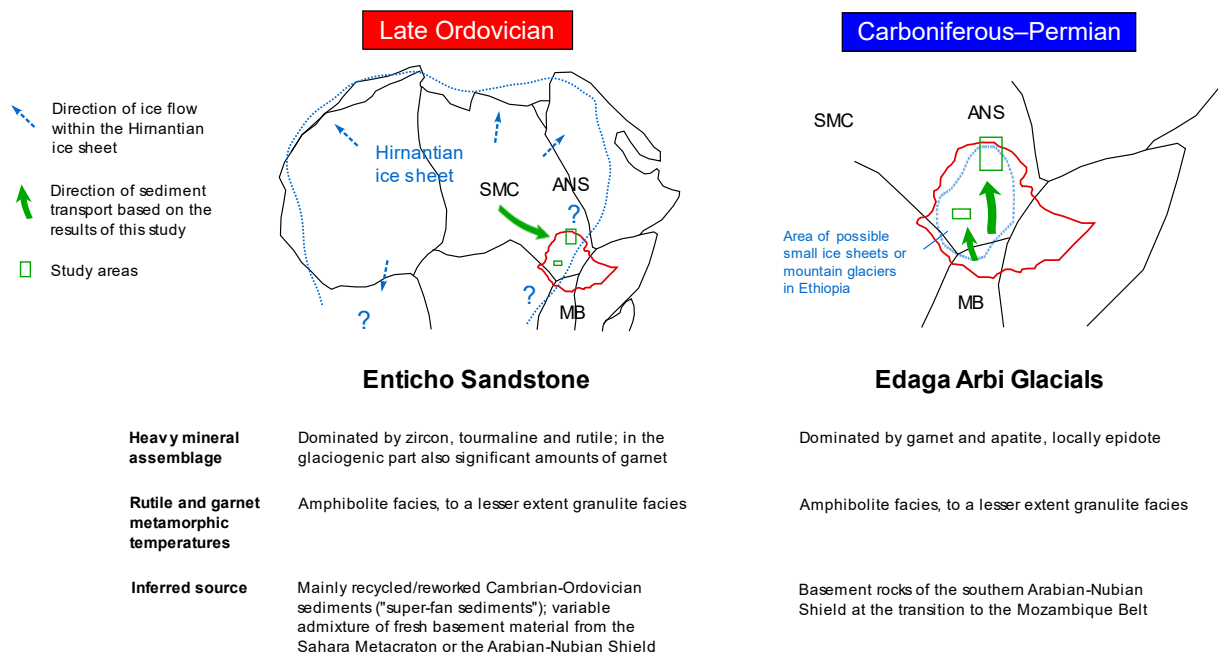 Late Ordovician
Carboniferous–Permian
Direction of ice flow
within the Hirnantian
ice sheet
Direction of sediment
transport based on the
results of this study
Study areas
Hirnantian
ice sheet
SMC
ANS
?
?
?
MB
SMC
ANS
Area of possible
small ice sheets or
mountain glaciers
in Ethiopia
MB
Enticho Sandstone
Edaga Arbi Glacials
Heavy mineral
assemblage
Dominated by zircon, tourmaline and rutile; in the
glaciogenic part also significant amounts of garnet
Dominated by garnet and apatite, locally epidote
Rutile and garnet
metamorphic
temperatures
Amphibolite facies, to a lesser extent granulite facies
Amphibolite facies, to a lesser extent granulite facies
Inferred source
Mainly recycled/reworked Cambrian-Ordovician
sediments ("super-fan sediments"); variable
admixture of fresh basement material from the
Sahara Metacraton or the Arabian-Nubian Shield
Basement rocks of the southern Arabian-Nubian
Shield at the transition to the Mozambique Belt